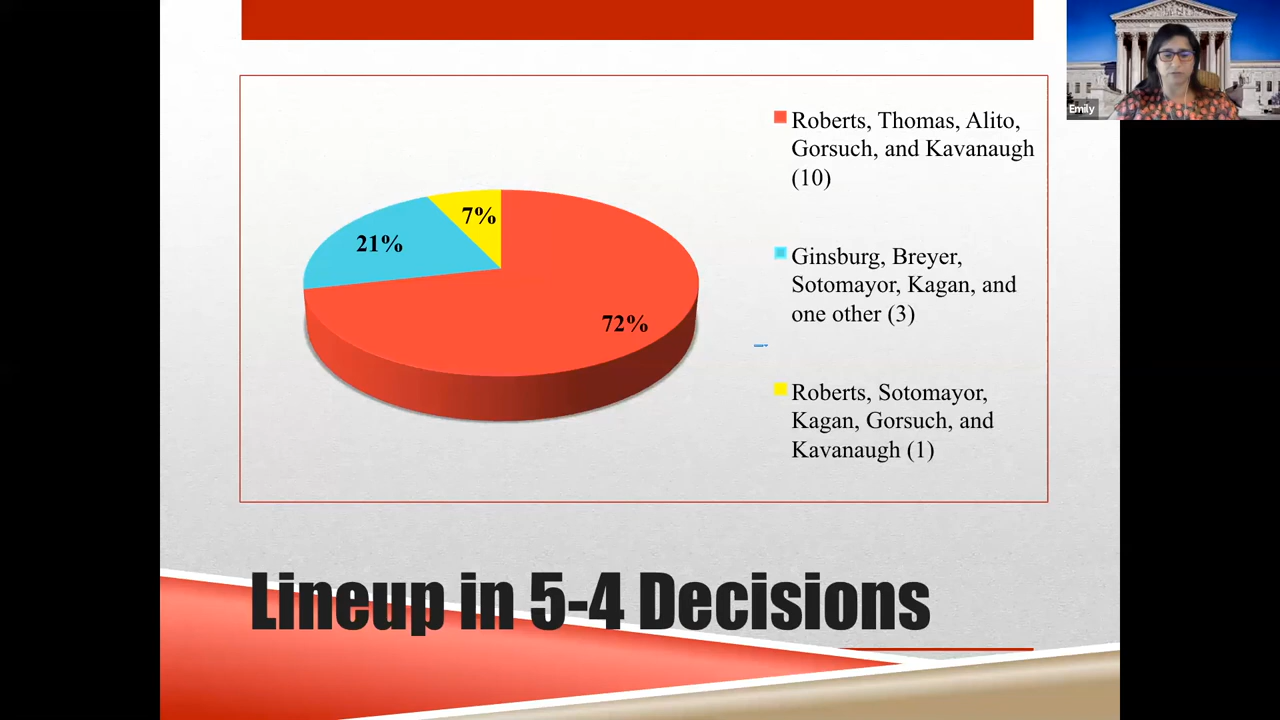 Emily
Roberts, Thomas, Alito,
Gorsuch, and Kavanaugh
(10)
7%
21%
Ginsburg, Breyer,
Sotomayor, Kagan, and
one other (3)
72%
Roberts, Sotomayor,
Kagan, Gorsuch, and
Kavanaugh (1)
Lineup in 5-4 Decisions